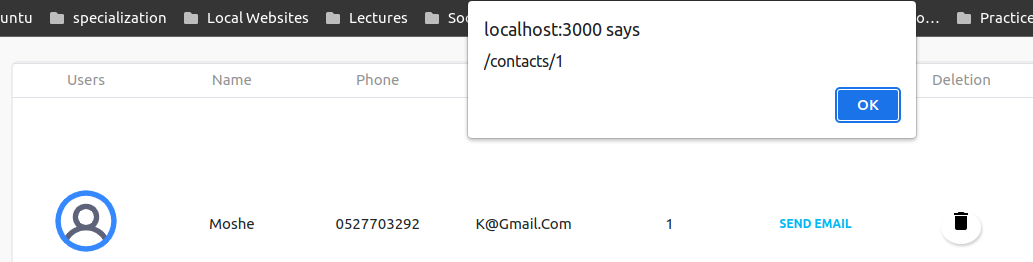 untu specialization Local Websites Lectures Soc o... Practice
localhost:3000 says
/contacts/1
OK
Users Name Phone Deletion
Moshe 0527703292 K@Gmail.Com 1 SEND EMAIL